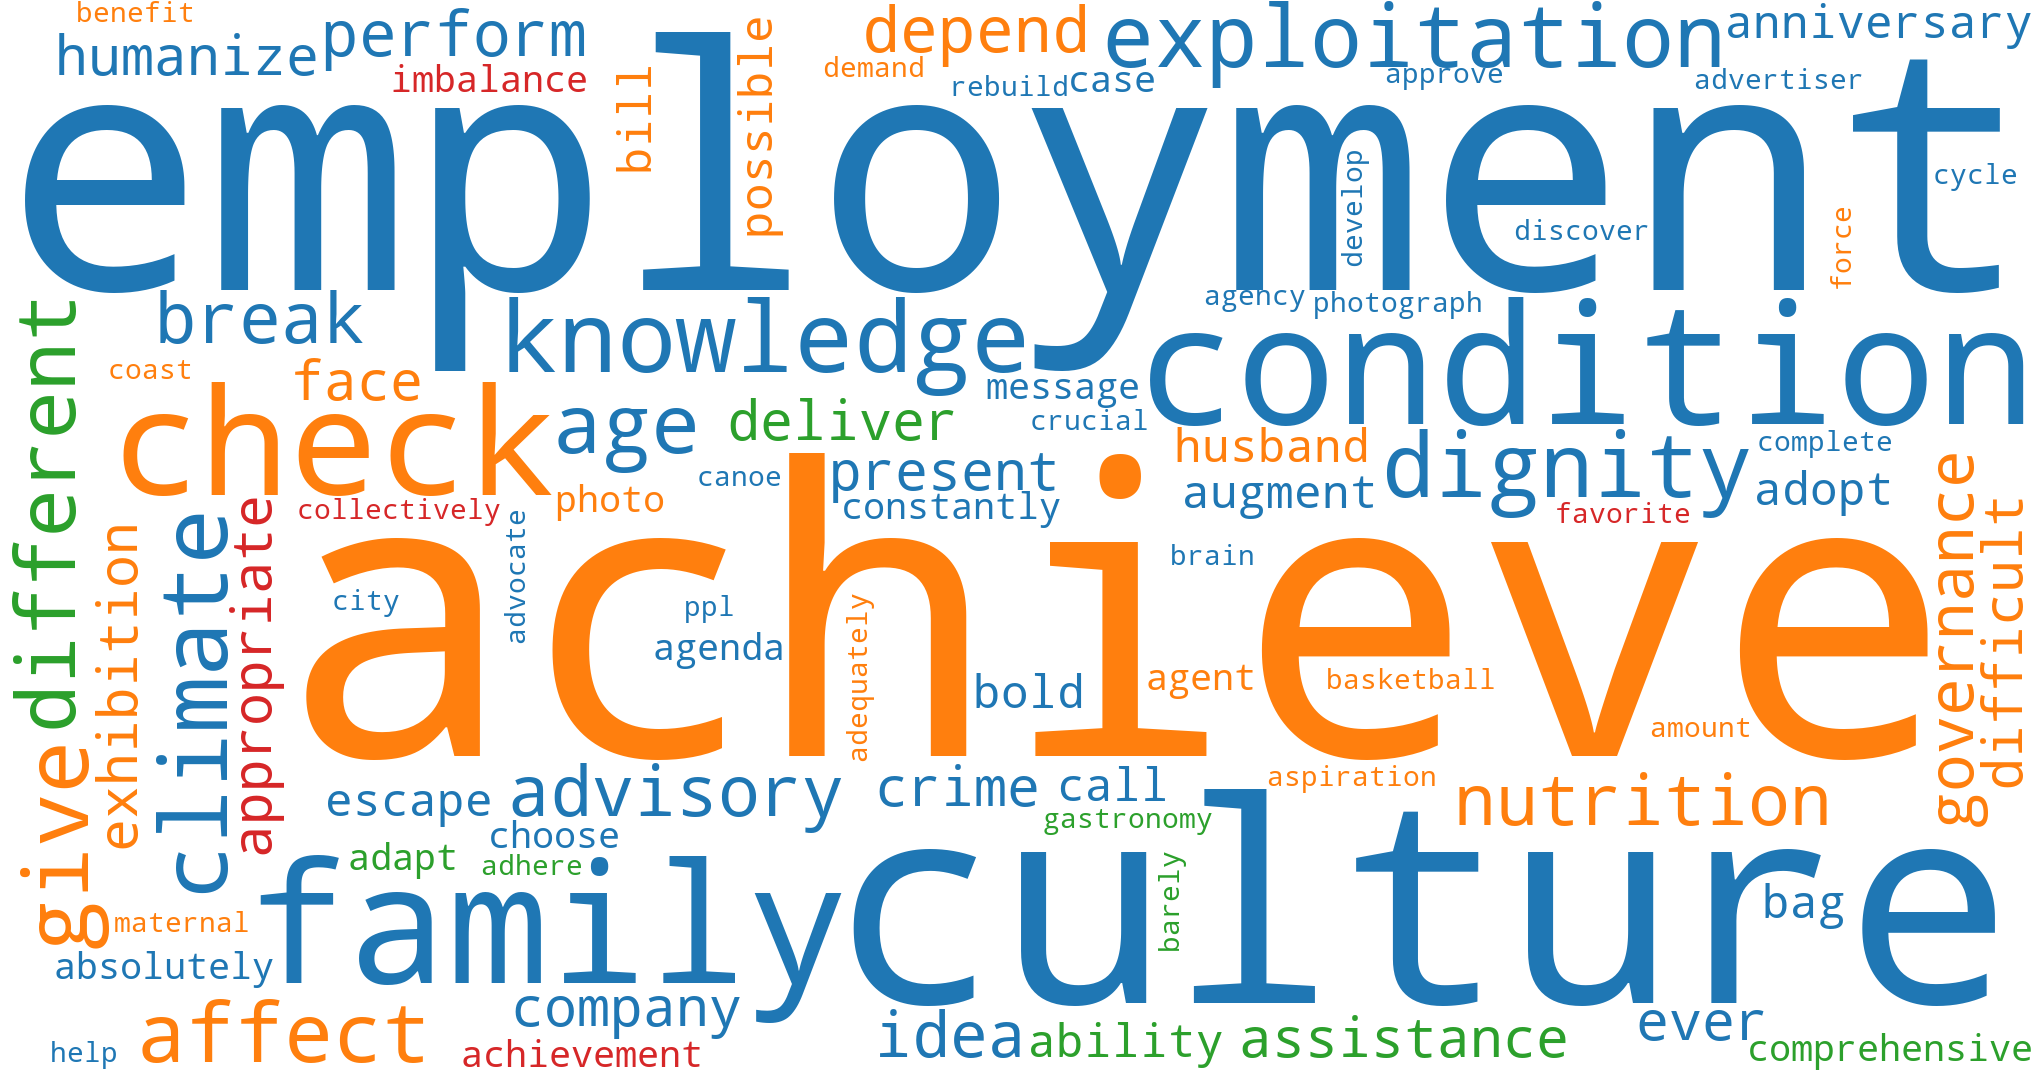 benefit
humanize
perform
imbalance
bill
possible
depend
demand
rebuild
case
exploitation
approve
anniversary
advertiser
employment
develop
discover
cycle
force
break
knowledge
agency
photograph
condition
different
coast
face
check
age
deliver
message
crucial
husband
dignity
complete
adopt
canoe
present
photo
constantly
augment
favorite
collectively
appropriate
climate
exhibition
advocate
achieve
brain
governance
difficult
city
ppl
agenda
adequately
bold
agent
basketball
amount
give
escape
advisory
crime
call
aspiration
nutrition
choose
gastronomy
adapt
adhere
maternal
family
culture
barely
bag
absolutely
company
affect
idea
ability
assistance
ever
help
achievement
comprehensive